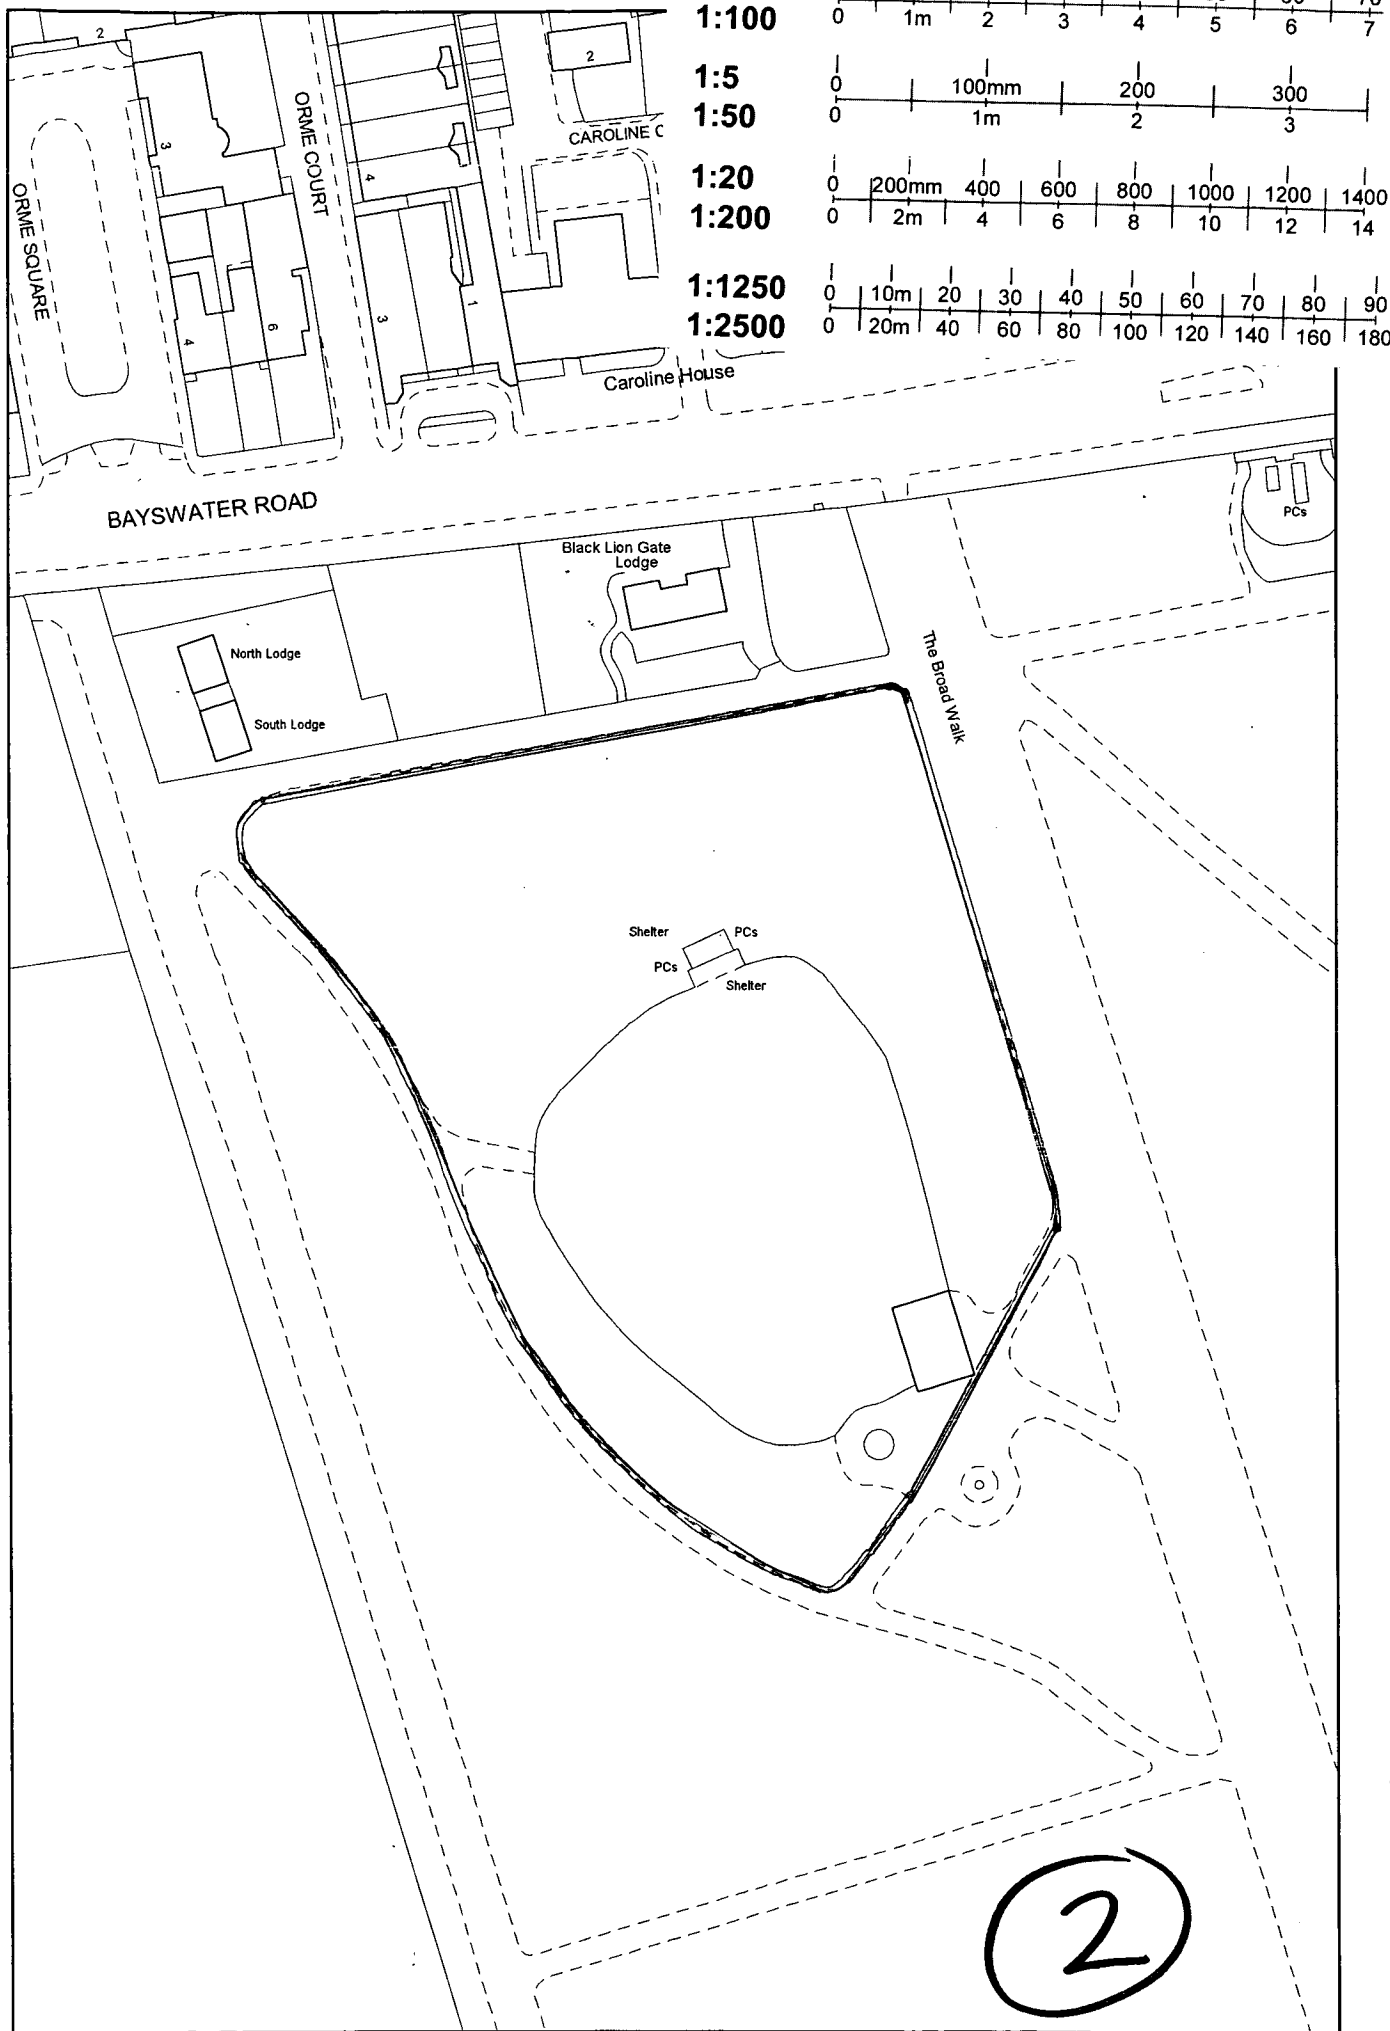 1:100
0 1m 2 3 4 5 6 7
1:5
0 100mm 200 300
1:50
0 1m 2 3
1:20
0 200mm 400 600 800 1000 1200 1400
1:200
0 2m 4 6 8 10 12 14
1:1250
0 10m 20 30 40 50 60 70 80 90
1:2500
0 20m 40 60 80 100 120 140 160 180
2
2
3
ORME COURT
CAROLINE C
4
ORME SQUARE
4
6
3
1
Caroline House
BAYSWATER ROAD
PCs
Black Lion Gate
Lodge
North Lodge
South Lodge
The Broad Walk
Shelter
PCs
PCs
Shelter
2